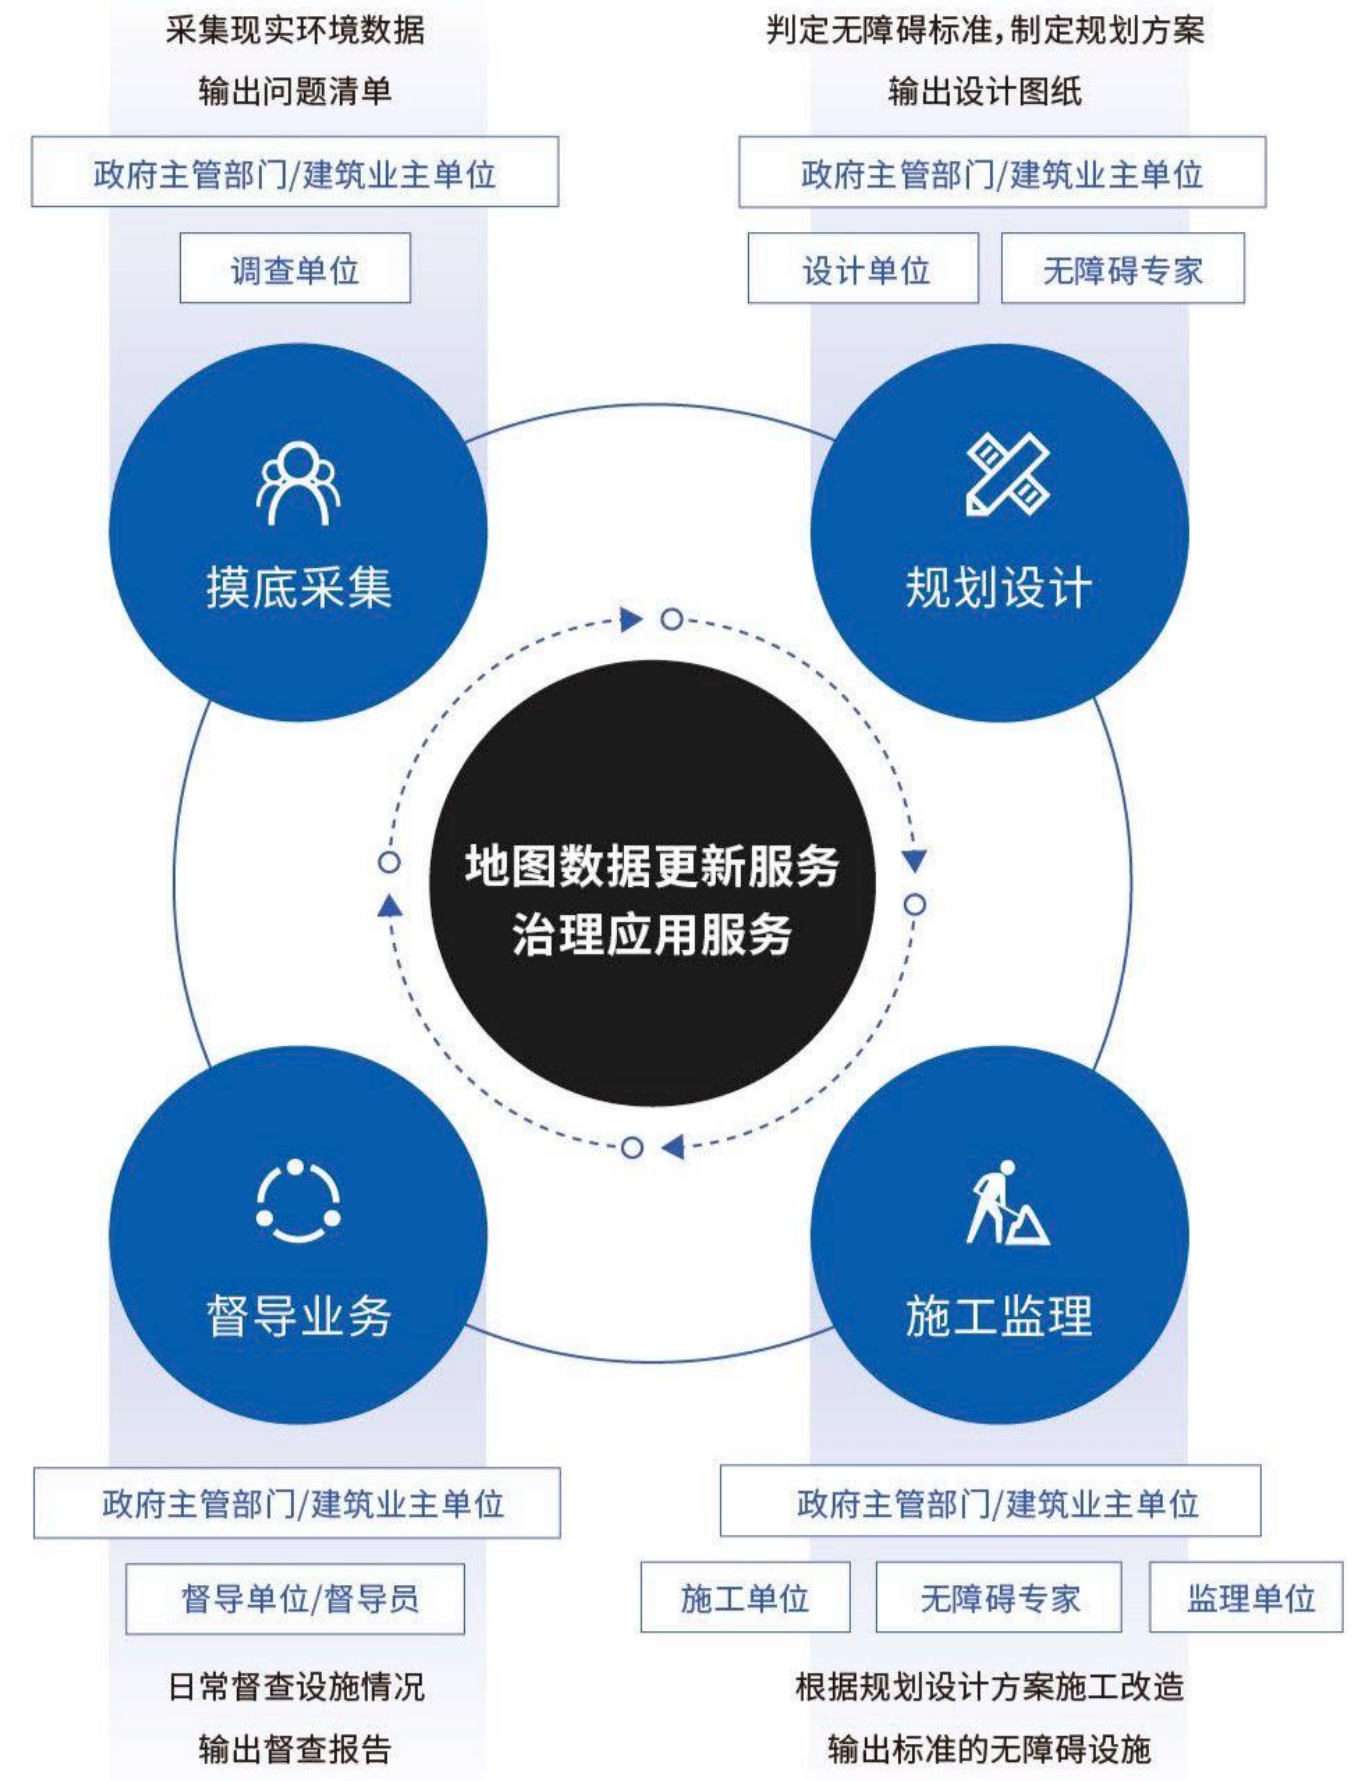 采集现实环境数据
输出问题清单
政府主管部门/建筑业主单位
调查单位
摸底采集
判定无障碍标准，制定规划方案
输出设计图纸
政府主管部门/建筑业主单位
设计单位
无障碍专家
规划设计
地图数据更新服务
治理应用服务
督导业务
政府主管部门/建筑业主单位
督导单位/督导员
日常督查设施情况
输出督查报告
施工监理
政府主管部门/建筑业主单位
施工单位
无障碍专家
监理单位
根据规划设计方案施工改造
输出标准的无障碍设施